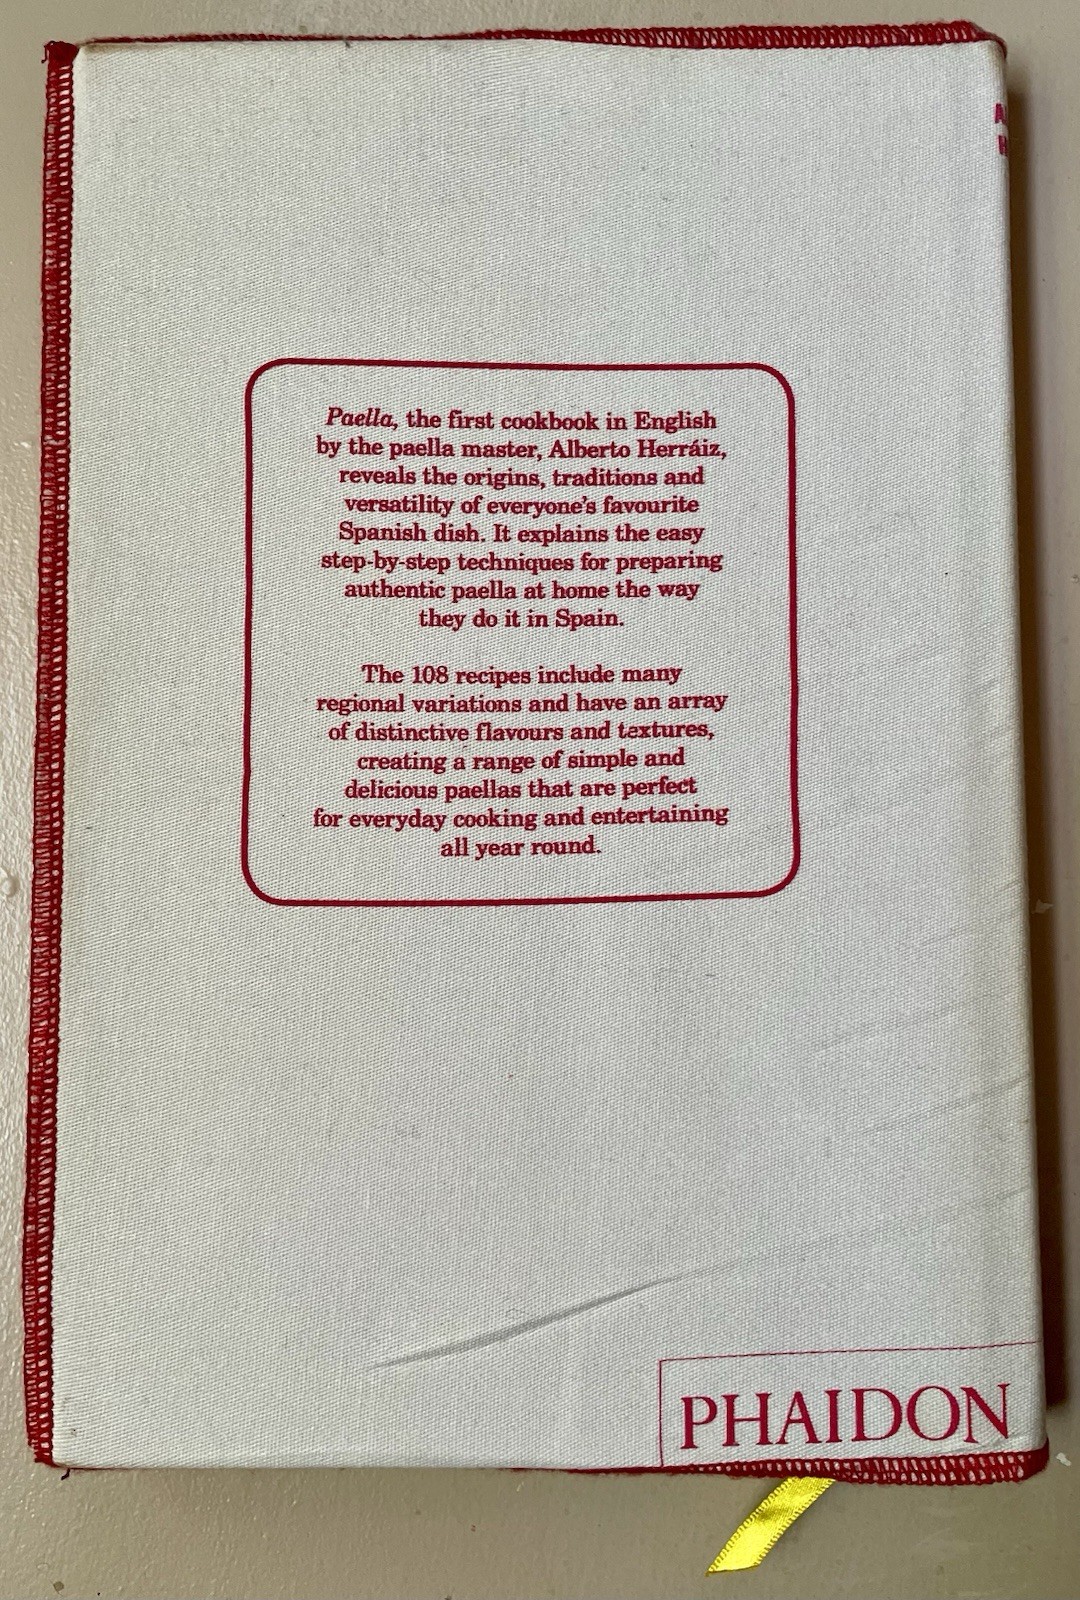 Paella, the first cookbook in English
by the paella master, Alberto Herráiz,
reveals the origins, traditions and
versatility of everyone's favourite
Spanish dish. It explains the easy
step-by-step techniques for preparing
authentic paella at home the way
they do it in Spain.
The 108 recipes include many
regional variations and have an array
of distinctive flavours and textures,
creating a range of simple and
delicious paellas that are perfect
for everyday cooking and entertaining
all year round.
PHAIDON